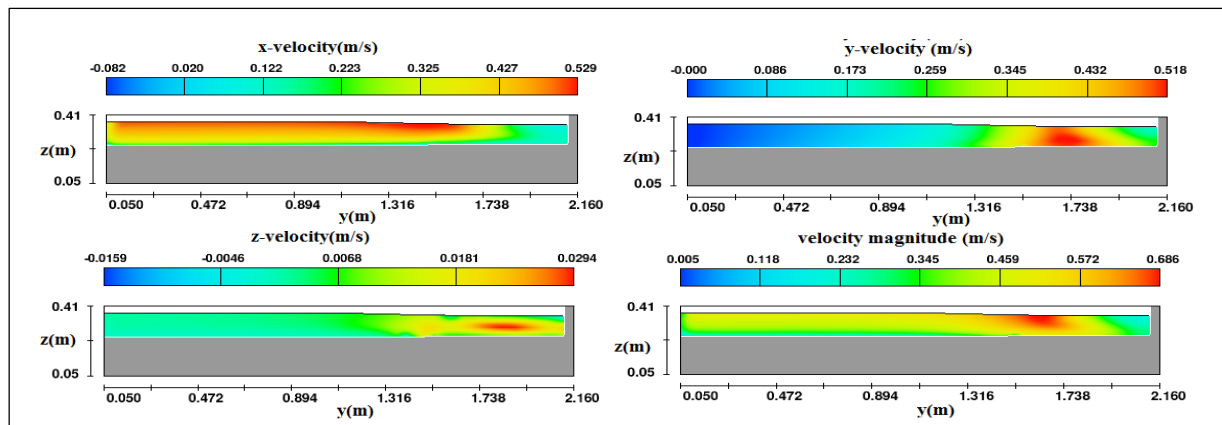 x-velocity(m/s)
-0.082 0.020 0.122 0.223 0.325 0.427 0.529
0.41
z(m)
0.05
0.050 0.472 0.894 1.316 1.738 2.160
y(m)
y-velocity (m/s)
-0.000 0.086 0.173 0.259 0.345 0.432 0.518
0.41
z(m)
0.05
0.050 0.472 0.894 1.316 1.738 2.160
y(m)
z-velocity(m/s)
-0.0159 -0.0046 0.0068 0.0181 0.0294
0.41
z(m)
0.05
0.050 0.472 0.894 1.316 1.738 2.160
y(m)
velocity magnitude (m/s)
0.005 0.118 0.232 0.345 0.459 0.572 0.686
0.41
z(m)
0.05
0.050 0.472 0.894 1.316 1.738 2.160
y(m)